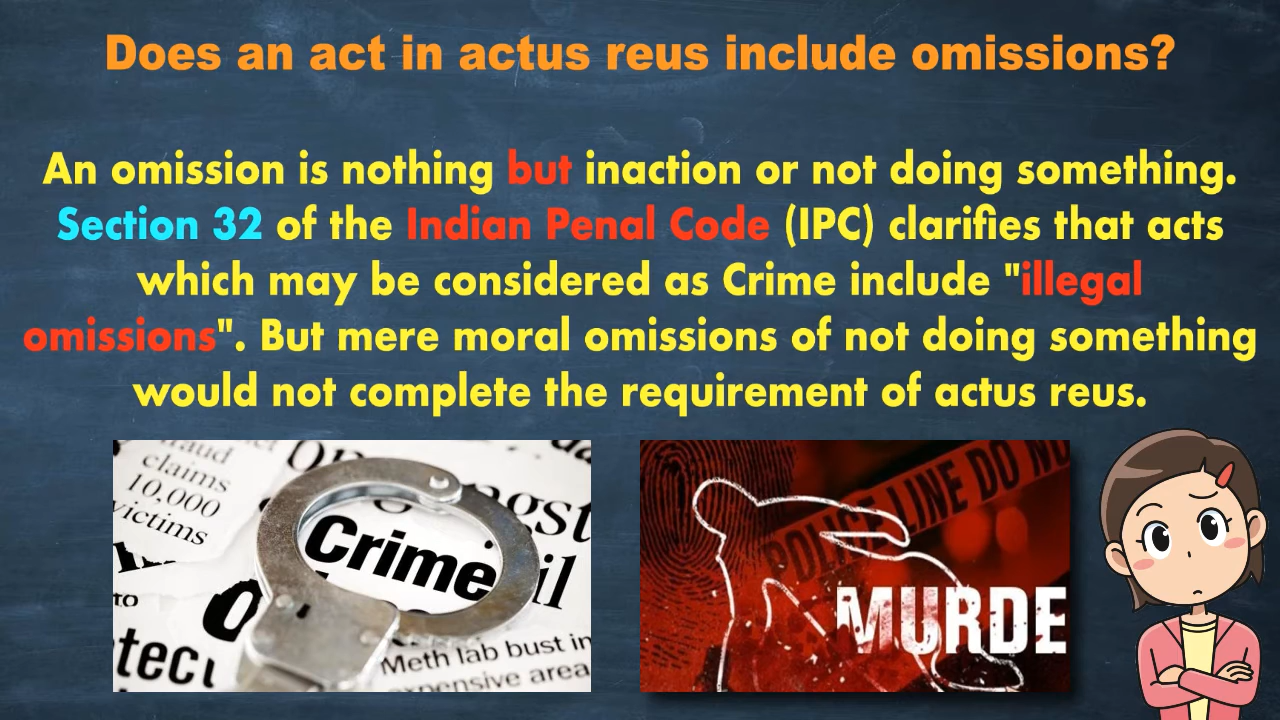 Does an act in actus reus include omissions?
An omission is nothing but inaction or not doing something.
Section 32 of the Indian Penal Code (IPC) clarifies that acts
which may be considered as Crime include "illegal
omissions". But mere moral omissions of not doing something
would not complete the requirement of actus reus.
claims
10,000
victims
Crime
to
Meth lab bust in
area
POLICE LINE DO NO
MURDE